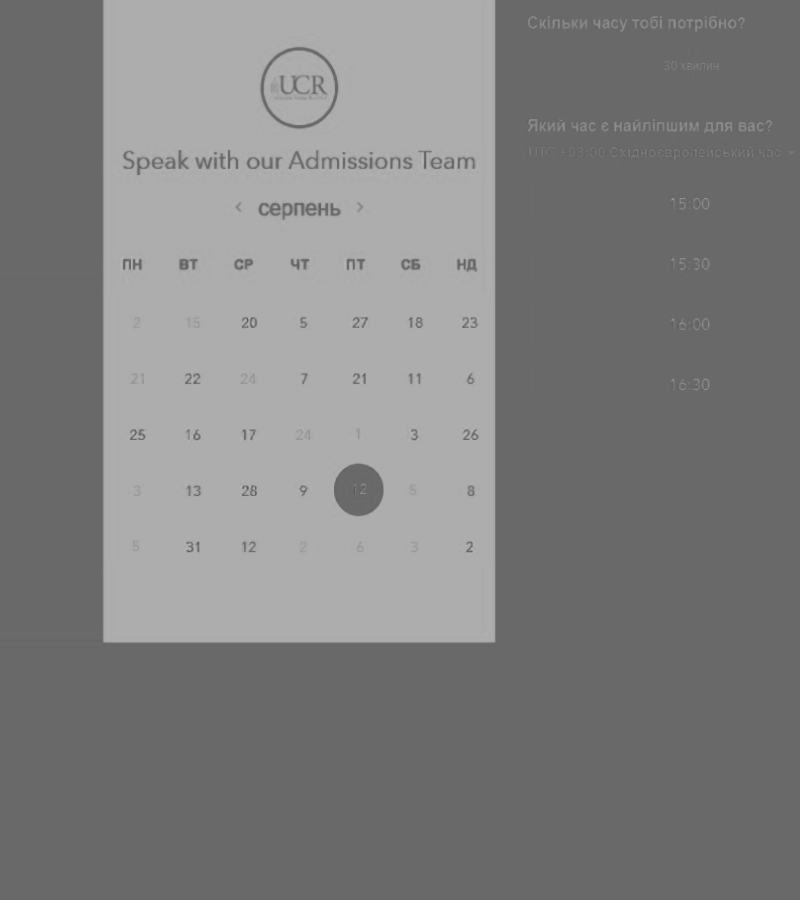 UCR
Speak with our Admissions Team
< серпень >
ПН ВТ СР ЧТ ПТ СБ НД
2 15 20 5 27 18 23
21 22 24 7 21 11 6
25 16 17 24 1 3 26
3 13 28 9 12 5 8
5 31 12 2 6 3 2
Скільки часу тобі потрібно?
30 хвилин
Який час є найліпшим для вас?
UTC +03:00 Східноєвропейський час
15:00
15:30
16:00
16:30